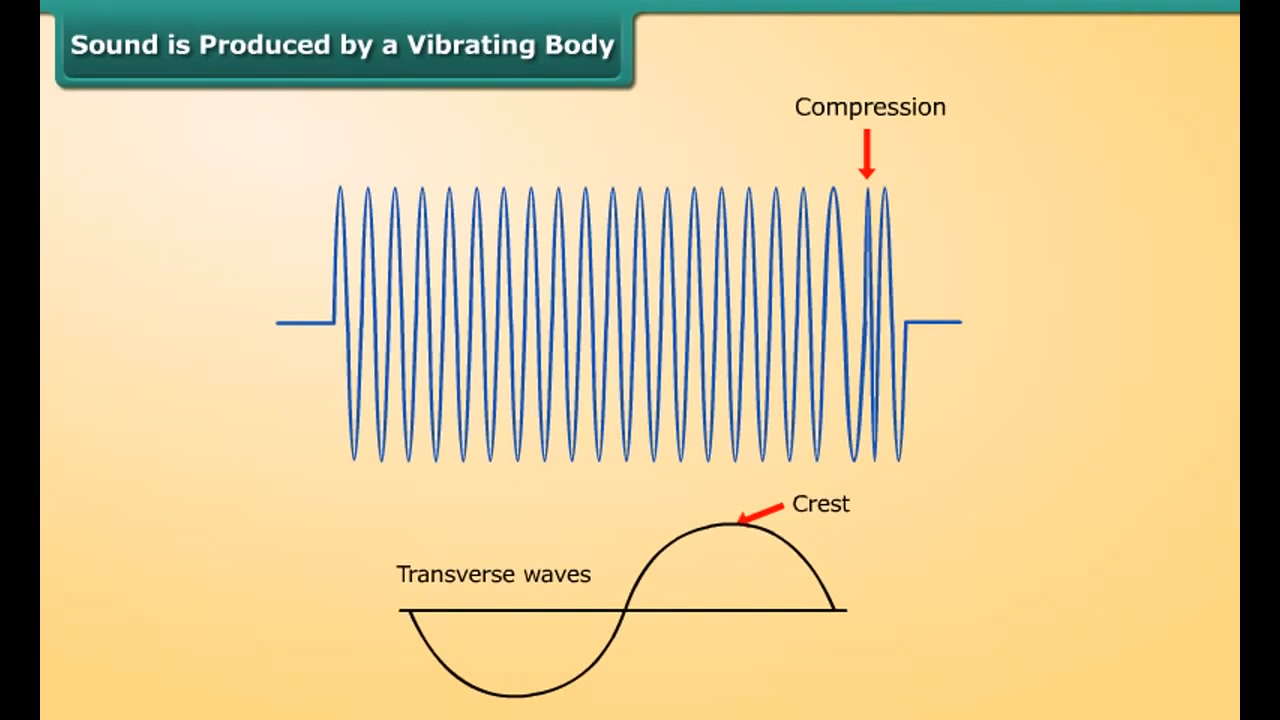 Sound is Produced by a Vibrating Body
Compression
Crest
Transverse waves